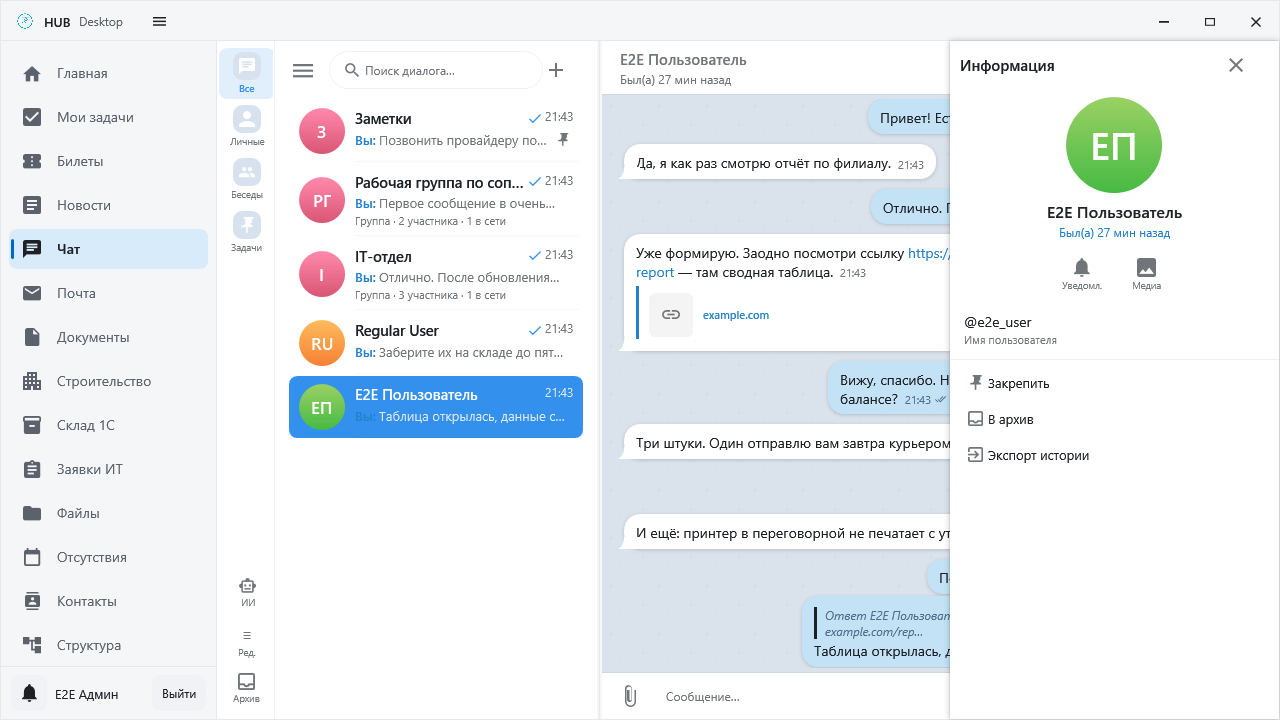 HUB Desktop
Главная
Мои задачи
Билеты
Новости
Чат
Почта
Документы
Строительство
Склад 1С
Заявки ИТ
Файлы
Отсутствия
Контакты
Структура
E2E Админ
Выйти
Все
Личные
Беседы
Задачи
ИИ
Ред.
Архив
Поиск диалога...
З
Заметки 21:43
Вы: Позвонить провайдеру по...
РГ
Рабочая группа по соп... 21:43
Вы: Первое сообщение в очень...
Группа · 2 участника · 1 в сети
I
IT-отдел 21:43
Вы: Отлично. После обновления...
Группа · 3 участника · 1 в сети
RU
Regular User 21:43
Вы: Заберите их на складе до пят...
ЕП
E2E Пользователь 21:43
Вы: Таблица открылась, данные с...
E2E Пользователь
Был(а) 27 мин назад
Привет! Ест
Да, я как раз смотрю отчёт по филиалу. 21:43
Отлично. П
Уже формирую. Заодно посмотри ссылку https:/
report — там сводная таблица. 21:43
example.com
Вижу, спасибо. Н
балансе? 21:43
Три штуки. Один отправлю вам завтра курьером
И ещё: принтер в переговорной не печатает с ут
По
Ответ E2E Пользоват
example.com/rep...
Таблица открылась, д
Сообщение...
Информация
ЕП
E2E Пользователь
Был(а) 27 мин назад
Уведомл.
Медиа
@e2e_user
Имя пользователя
Закрепить
В архив
Экспорт истории